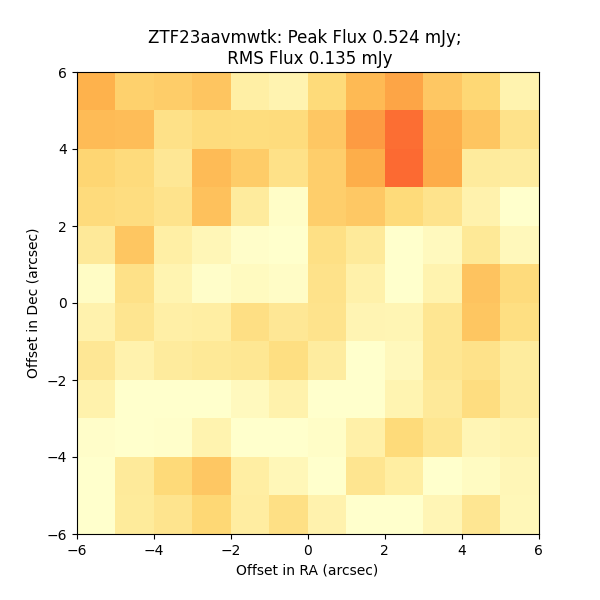 ZTF23aavmwtk: Peak Flux 0.524 mJy;
RMS Flux 0.135 mJy
6
4
2
0
−2
−4
−6
Offset in Dec (arcsec)
−6 −4 −2 0 2 4 6
Offset in RA (arcsec)